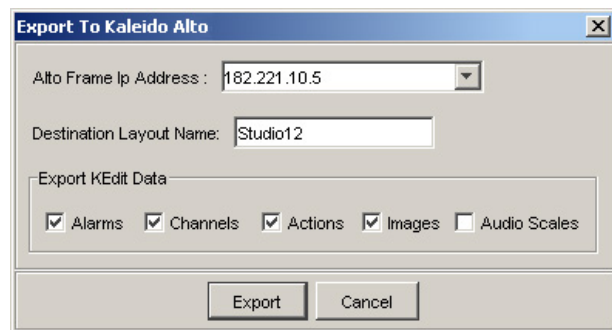 Export To Kaleido Alto
Alto Frame Ip Address : 182.221.10.5
Destination Layout Name: Studio12
Export KEdit Data
Alarms Channels Actions Images Audio Scales
Export Cancel